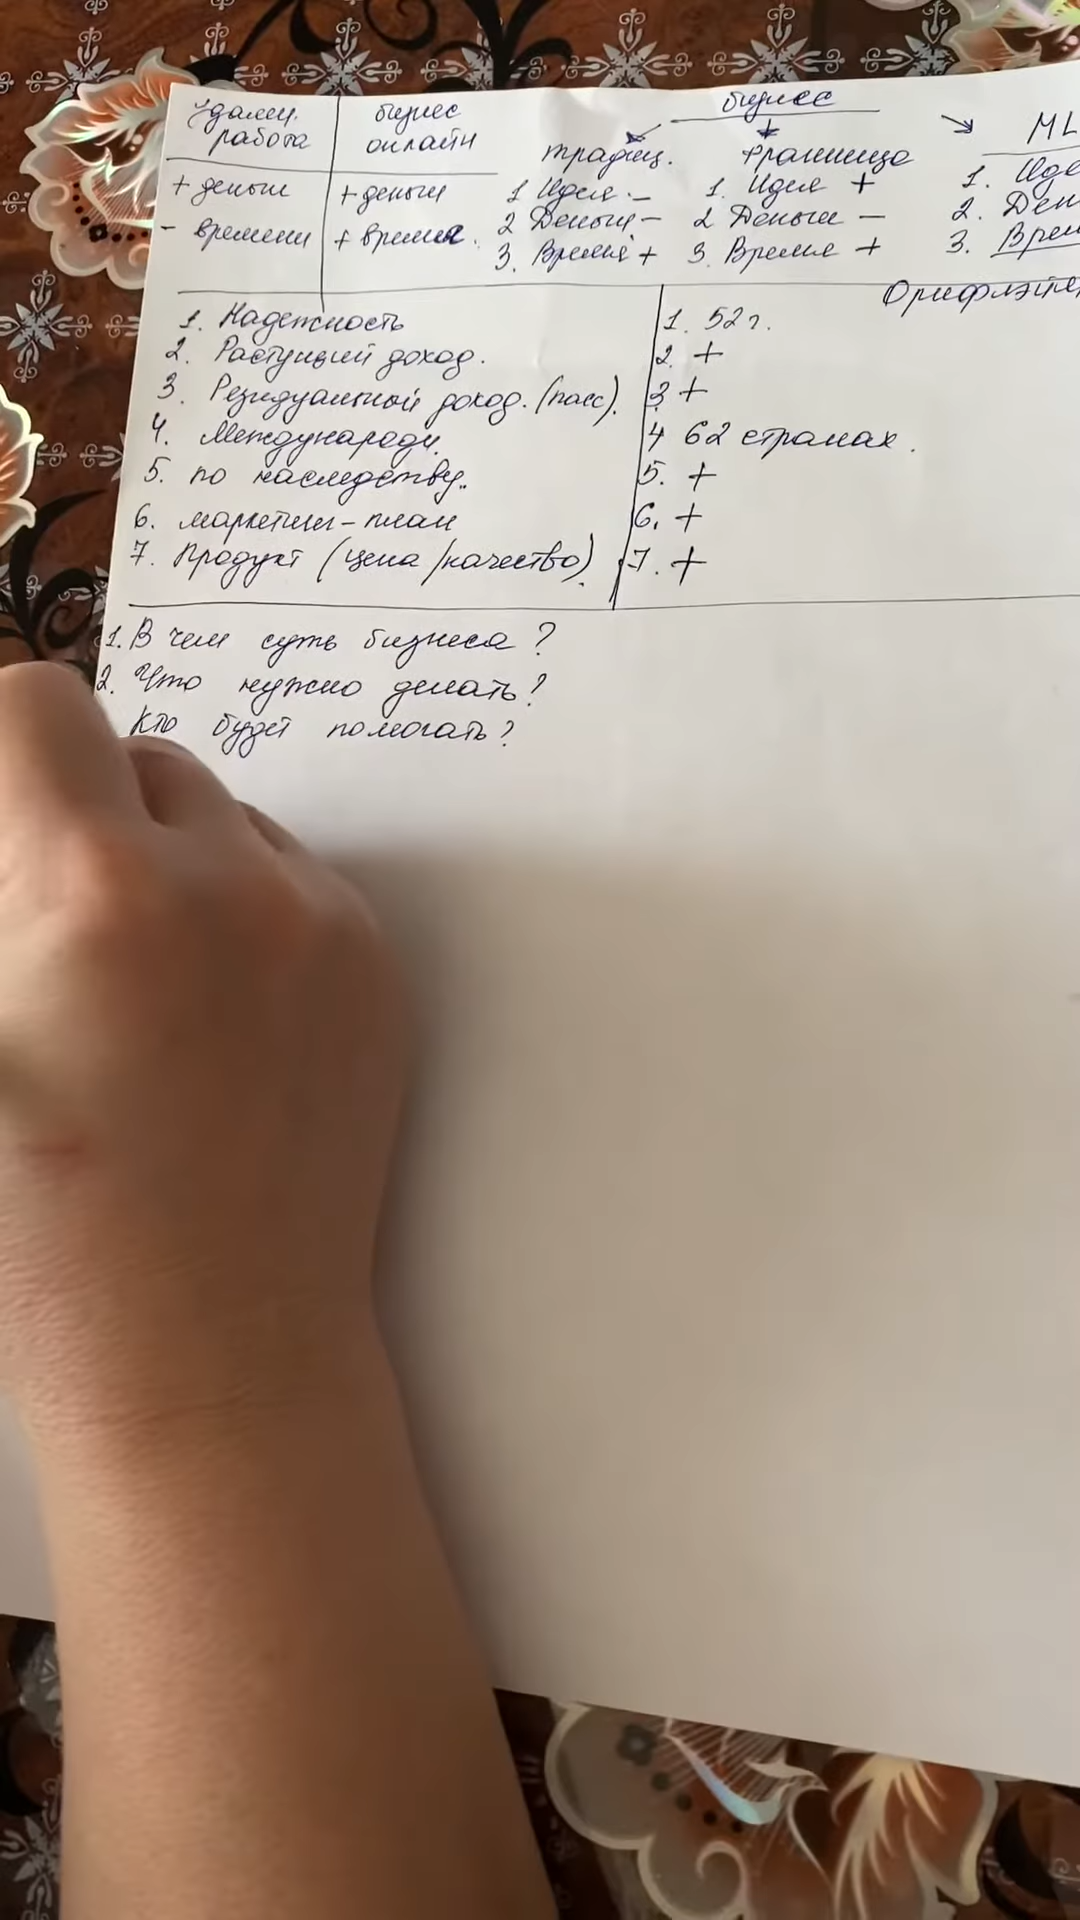 удален.
работа
+ деньги
- времени
бизнес
онлайн
+ деньги
+ время.
бизнес
традиц.
1 Идея -
2 Деньги -
3. Время +
франшиза
1. Идея +
2 Деньги -
3. Время +
ML
1. Иде
2. Ден
3. Врем
1. Надежность
2. Растущий доход.
3. Резидуальный доход. (пасс).
4. Международн.
5. по наследству.
6. маркетинг-план
7. Продукт (цена/качество).
Орифлэйм
1. 52 г.
2. +
3 +
4 62 странах.
5. +
6. +
7. +
1. В чем суть бизнеса?
2. Что нужно делать?
Кто будет помогать?